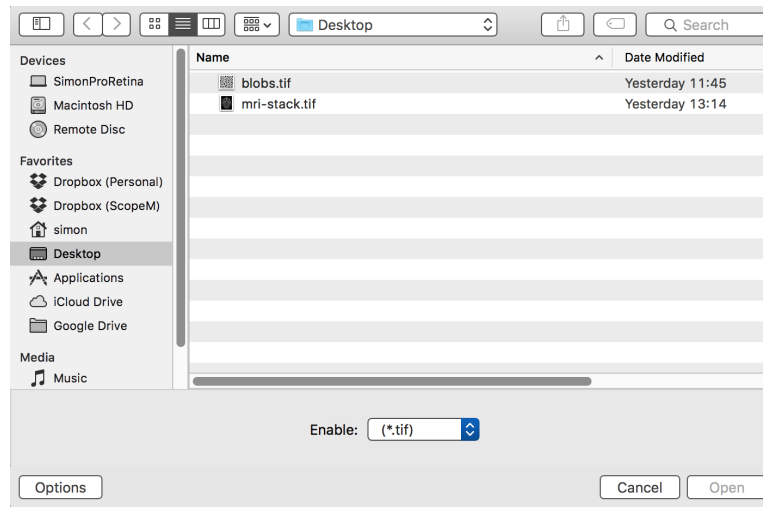 Desktop
Search
Devices
SimonProRetina
Macintosh HD
Remote Disc
Favorites
Dropbox (Personal)
Dropbox (ScopeM)
simon
Desktop
Applications
iCloud Drive
Google Drive
Media
Music
Name Date Modified
blobs.tif Yesterday 11:45
mri-stack.tif Yesterday 13:14
Enable: (*.tif)
Options Cancel Open